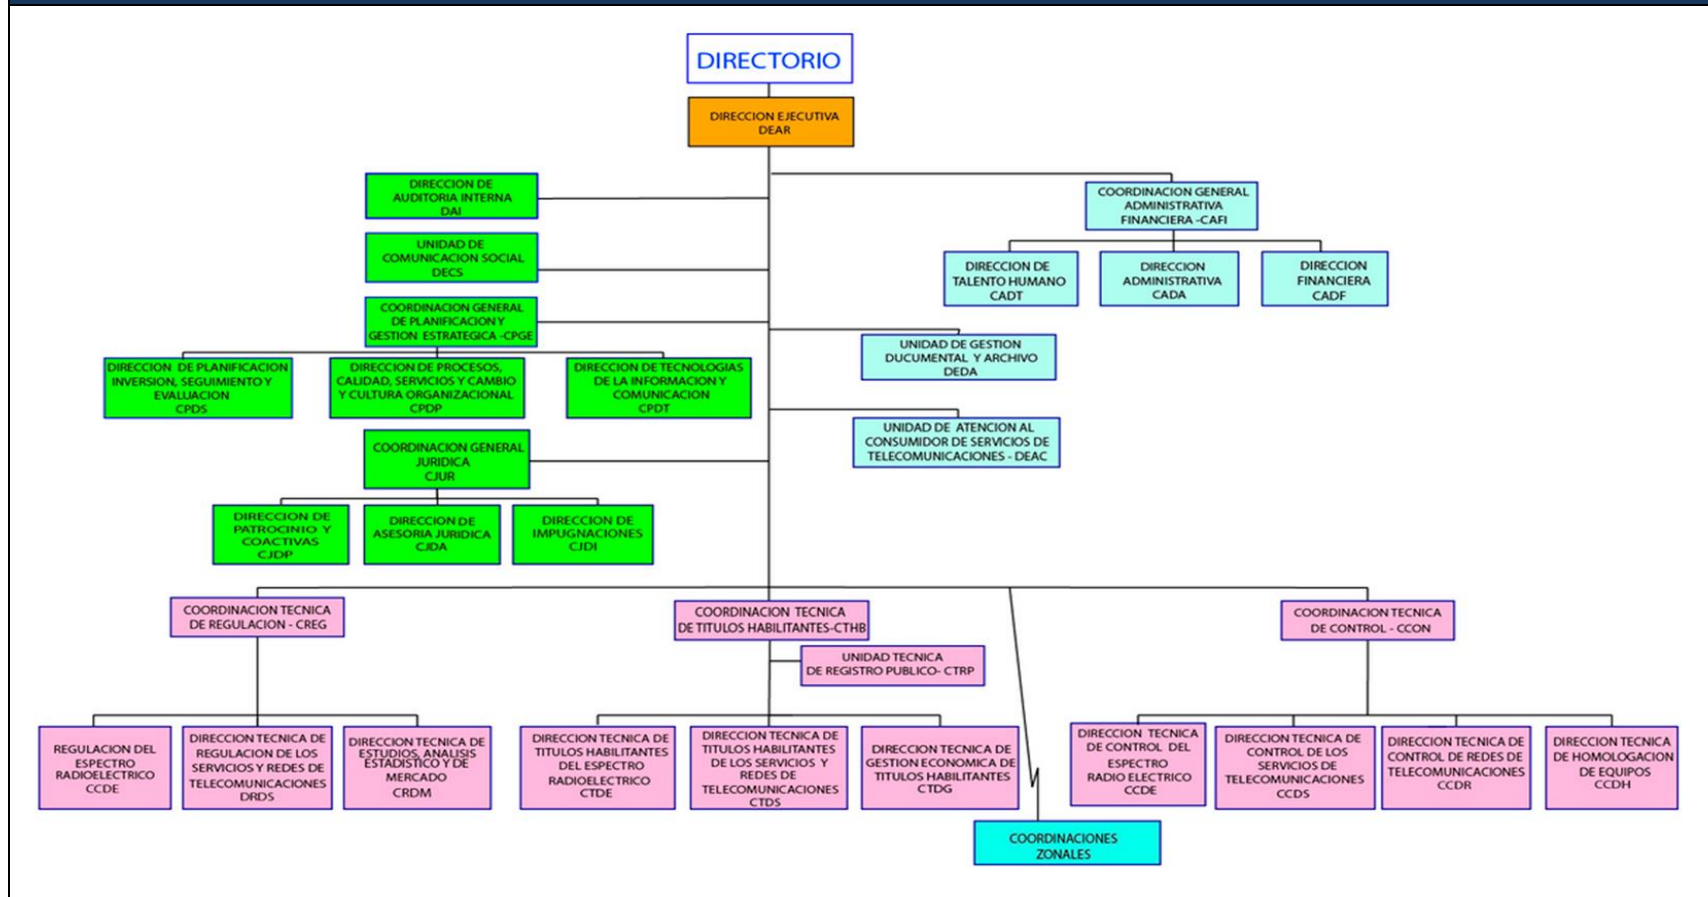 DIRECTORIO
DIRECCION EJECUTIVA
DEAR
DIRECCION DE
AUDITORIA INTERNA
DAI
COORDINACION GENERAL
ADMINISTRATIVA
FINANCIERA -CAFI
UNIDAD DE
COMUNICACION SOCIAL
DECS
DIRECCION DE
TALENTO HUMANO
CADT
DIRECCION
ADMINISTRATIVA
CADA
DIRECCION
FINANCIERA
CADF
COORDINACION GENERAL
DE PLANIFICACION Y
GESTION ESTRATEGICA -CPGE
UNIDAD DE GESTION
DUCUMENTAL Y ARCHIVO
DEDA
DIRECCION DE PLANIFICACION
INVERSION, SEGUIMIENTO Y
EVALUACION
CPDS
DIRECCION DE PROCESOS,
CALIDAD, SERVICIOS Y CAMBIO
Y CULTURA ORGANIZACIONAL
CPDP
DIRECCION DE TECNOLOGIAS
DE LA INFORMACION Y
COMUNICACION
CPDT
UNIDAD DE ATENCION AL
CONSUMIDOR DE SERVICIOS DE
TELECOMUNICACIONES - DEAC
COORDINACION GENERAL
JURIDICA
CJUR
DIRECCION DE
PATROCINIO Y
COACTIVAS
CJDP
DIRECCION DE
ASESORIA JURIDICA
CJDA
DIRECCION DE
IMPUGNACIONES
CJDI
COORDINACION TECNICA
DE REGULACION - CREG
COORDINACION TECNICA
DE TITULOS HABILITANTES-CTHB
COORDINACION TECNICA
DE CONTROL - CCON
UNIDAD TECNICA
DE REGISTRO PUBLICO- CTRP
REGULACION DEL
ESPECTRO
RADIOELECTRICO
CCDE
DIRECCION TECNICA DE
REGULACION DE LOS
SERVICIOS Y REDES DE
TELECOMUNICACIONES
DRDS
DIRECCION TECNICA DE
ESTUDIOS, ANALISIS
ESTADISTICO Y DE
MERCADO
CRDM
DIRECCION TECNICA DE
TITULOS HABILITANTES
DEL ESPECTRO
RADIOELECTRICO
CTDE
DIRECCION TECNICA DE
TITULOS HABILITANTES
DE LOS SERVICIOS Y
REDES DE
TELECOMUNICACIONES
CTDS
DIRECCION TECNICA DE
GESTION ECONOMICA DE
TITULOS HABILITANTES
CTDG
DIRECCION TECNICA
DE CONTROL DEL
ESPECTRO
RADIO ELECTRICO
CCDE
DIRECCION TECNICA DE
CONTROL DE LOS
SERVICIOS DE
TELECOMUNICACIONES
CCDS
DIRECCION TECNICA DE
CONTROL DE REDES DE
TELECOMUNICACIONES
CCDR
DIRECCION TECNICA
DE HOMOLOGACION
DE EQUIPOS
CCDH
COORDINACIONES
ZONALES